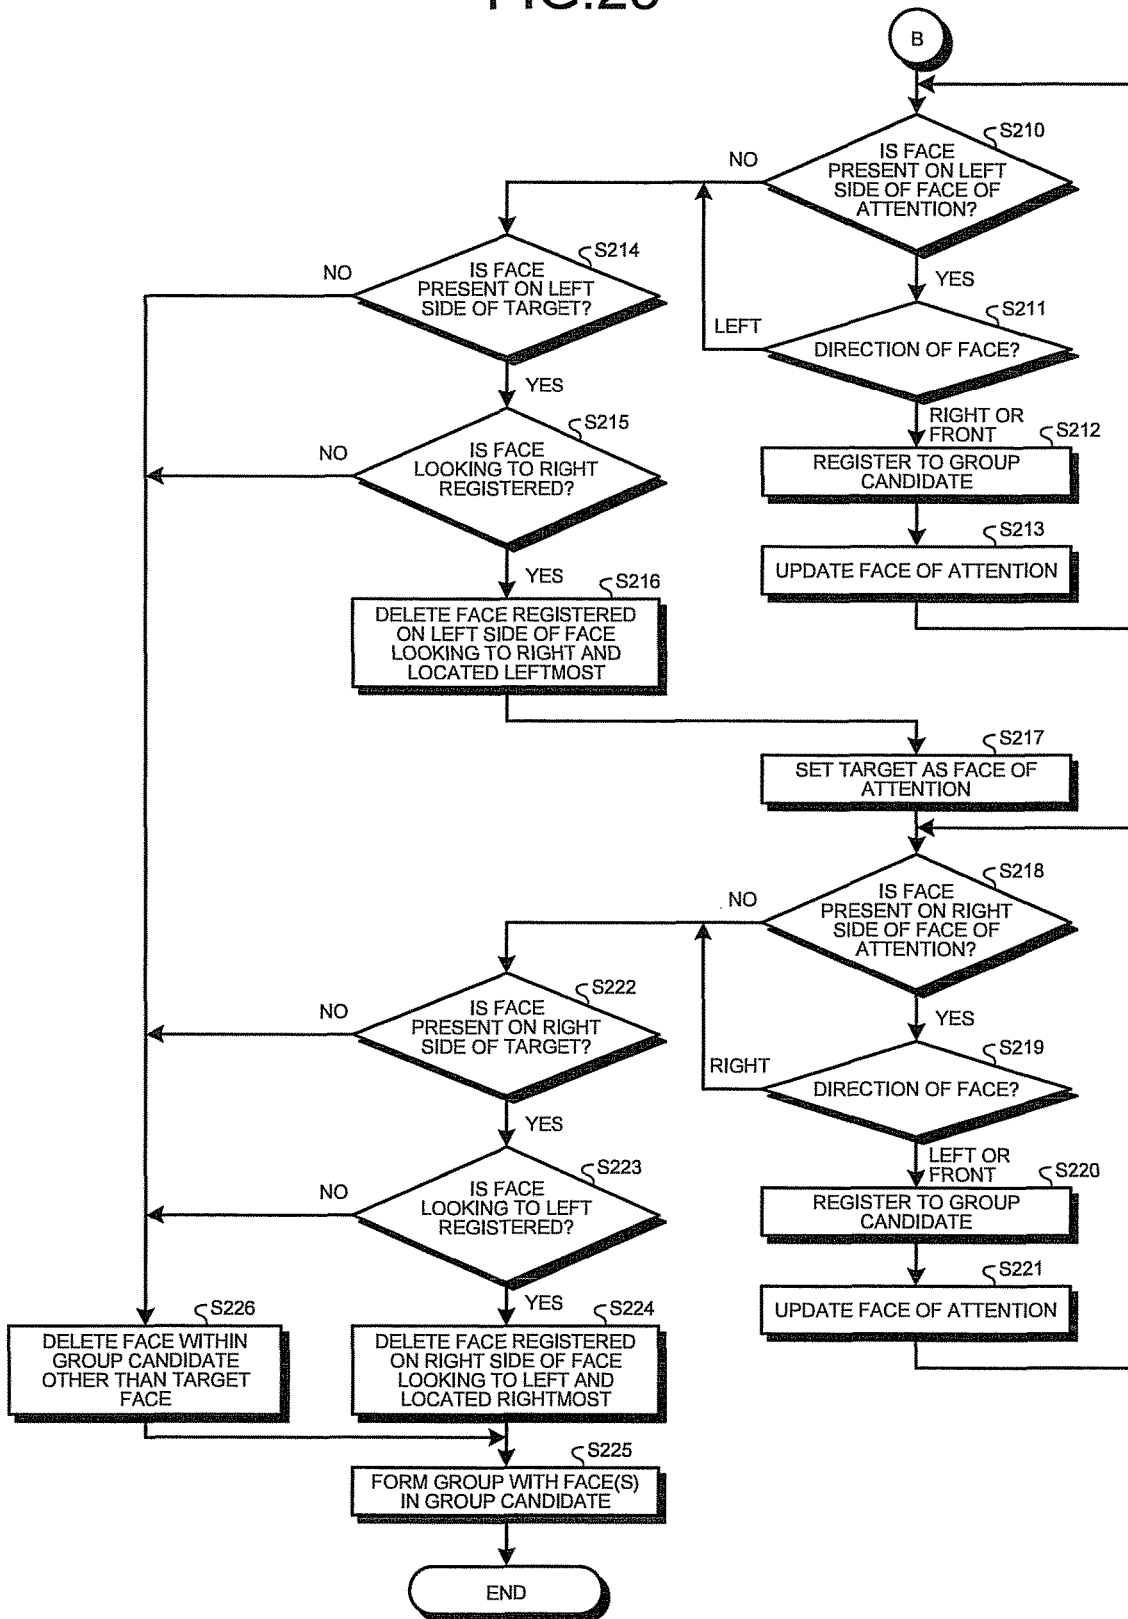 B
S210
IS FACE
PRESENT ON LEFT
SIDE OF FACE OF
ATTENTION?
NO
YES
S211
DIRECTION OF FACE?
LEFT
RIGHT OR
FRONT
S212
REGISTER TO GROUP
CANDIDATE
S213
UPDATE FACE OF ATTENTION
S214
IS FACE
PRESENT ON LEFT
SIDE OF TARGET?
NO
YES
S215
IS FACE
LOOKING TO RIGHT
REGISTERED?
NO
YES
S216
DELETE FACE REGISTERED
ON LEFT SIDE OF FACE
LOOKING TO RIGHT AND
LOCATED LEFTMOST
S217
SET TARGET AS FACE OF
ATTENTION
S218
IS FACE
PRESENT ON RIGHT
SIDE OF FACE OF
ATTENTION?
NO
YES
S219
DIRECTION OF FACE?
RIGHT
LEFT OR
FRONT
S220
REGISTER TO GROUP
CANDIDATE
S221
UPDATE FACE OF ATTENTION
S222
IS FACE
PRESENT ON RIGHT
SIDE OF TARGET?
NO
YES
S223
IS FACE
LOOKING TO LEFT
REGISTERED?
NO
YES
S224
DELETE FACE REGISTERED
ON RIGHT SIDE OF FACE
LOOKING TO LEFT AND
LOCATED RIGHTMOST
S226
DELETE FACE WITHIN
GROUP CANDIDATE
OTHER THAN TARGET
FACE
S225
FORM GROUP WITH FACE(S)
IN GROUP CANDIDATE
END